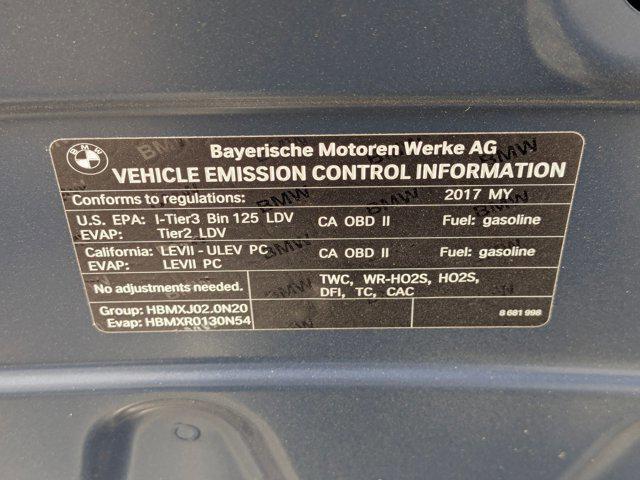 BMW
Bayerische Motoren Werke AG
VEHICLE EMISSION CONTROL INFORMATION
Conforms to regulations: 2017 MY
U.S. EPA: I-Tier3 Bin 125 LDV CA OBD II Fuel: gasoline
EVAP: Tier2 LDV
California: LEVII - ULEV PC CA OBD II Fuel: gasoline
EVAP: LEVII PC
No adjustments needed. TWC, WR-HO2S, HO2S,
DFI, TC, CAC
Group: HBMXJ02.0N20
Evap: HBMXR0130N54 8 681 998